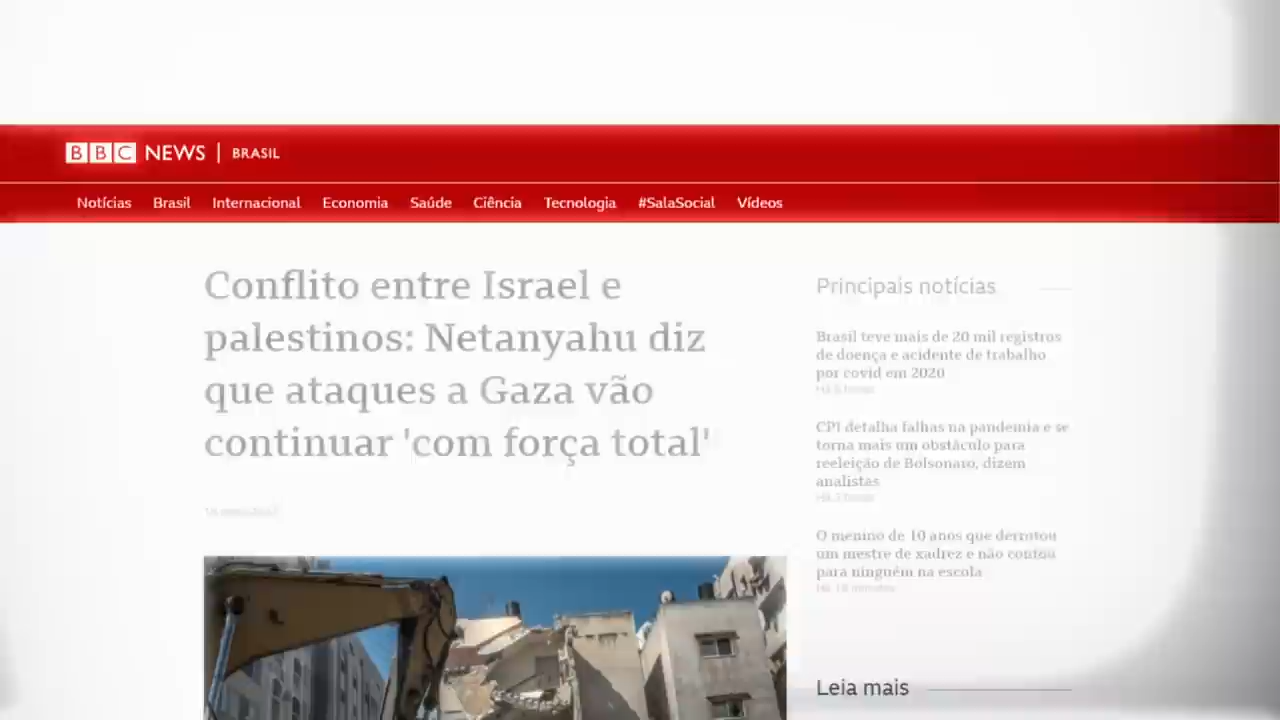 BBC NEWS | BRASIL
Notícias Brasil Internacional Economia Saúde Ciência Tecnologia #SalaSocial Vídeos
Conflito entre Israel e
palestinos: Netanyahu diz
que ataques a Gaza vão
continuar 'com força total'
Principais notícias
Brasil teve mais de 20 mil registros
de doença e acidente de trabalho
por covid em 2020
CPI detalha falhas na pandemia e se
torna mais um obstáculo para
reeleição de Bolsonaro, dizem
analistas
O menino de 10 anos que derrotou
um mestre de xadrez e não contou
para ninguém na escola
Leia mais